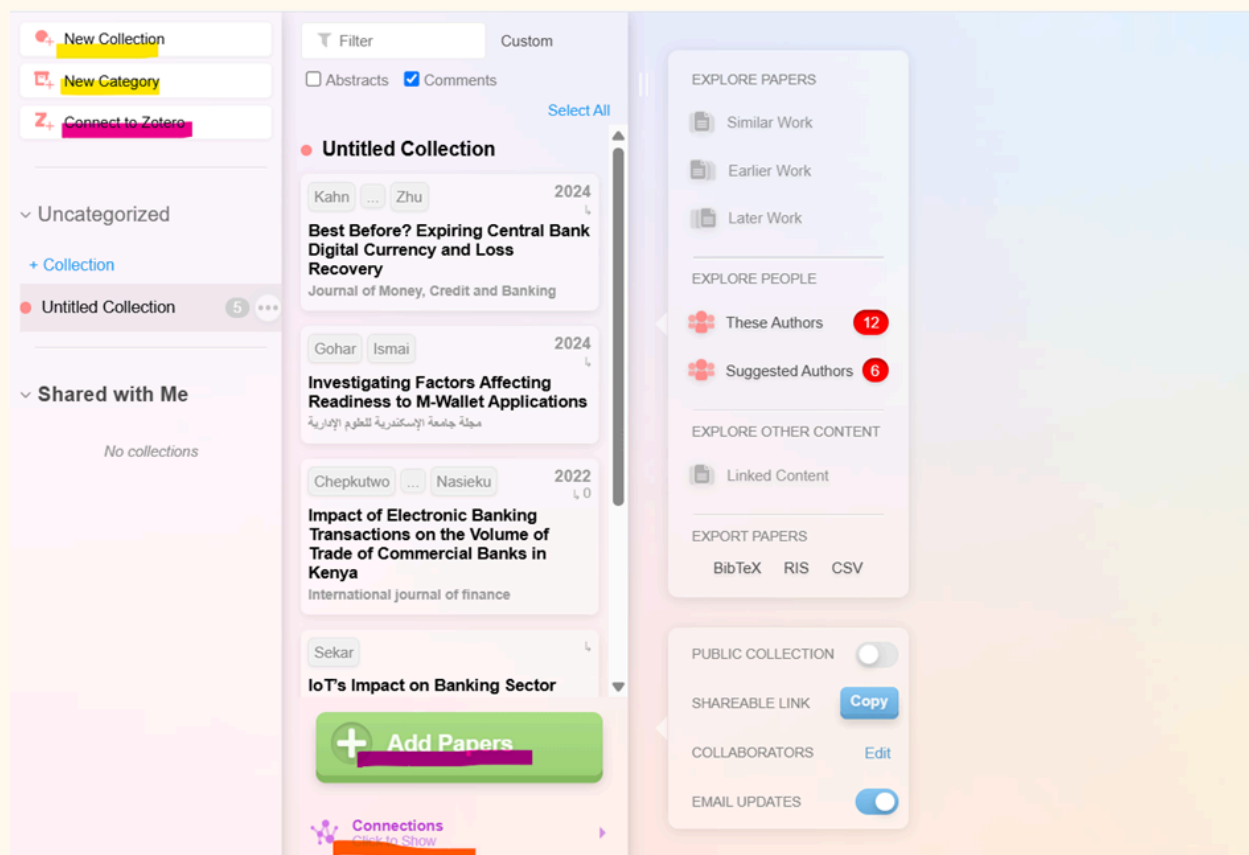 New Collection
New Category
Connect to Zotero
Uncategorized
+ Collection
Untitled Collection 5
Shared with Me
No collections
Filter
Custom
Abstracts
Comments
Select All
Untitled Collection
Kahn ... Zhu 2024
Best Before? Expiring Central Bank
Digital Currency and Loss
Recovery
Journal of Money, Credit and Banking
Gohar Ismai 2024
Investigating Factors Affecting
Readiness to M-Wallet Applications
مجلة جامعة الإسكندرية للعلوم الإدارية
Chepkutwo ... Nasieku 2022
0
Impact of Electronic Banking
Transactions on the Volume of
Trade of Commercial Banks in
Kenya
International journal of finance
Sekar
IoT's Impact on Banking Sector
Add Papers
Connections
Click to Show
EXPLORE PAPERS
Similar Work
Earlier Work
Later Work
EXPLORE PEOPLE
These Authors 12
Suggested Authors 6
EXPLORE OTHER CONTENT
Linked Content
EXPORT PAPERS
BibTeX RIS CSV
PUBLIC COLLECTION
SHAREABLE LINK Copy
COLLABORATORS Edit
EMAIL UPDATES